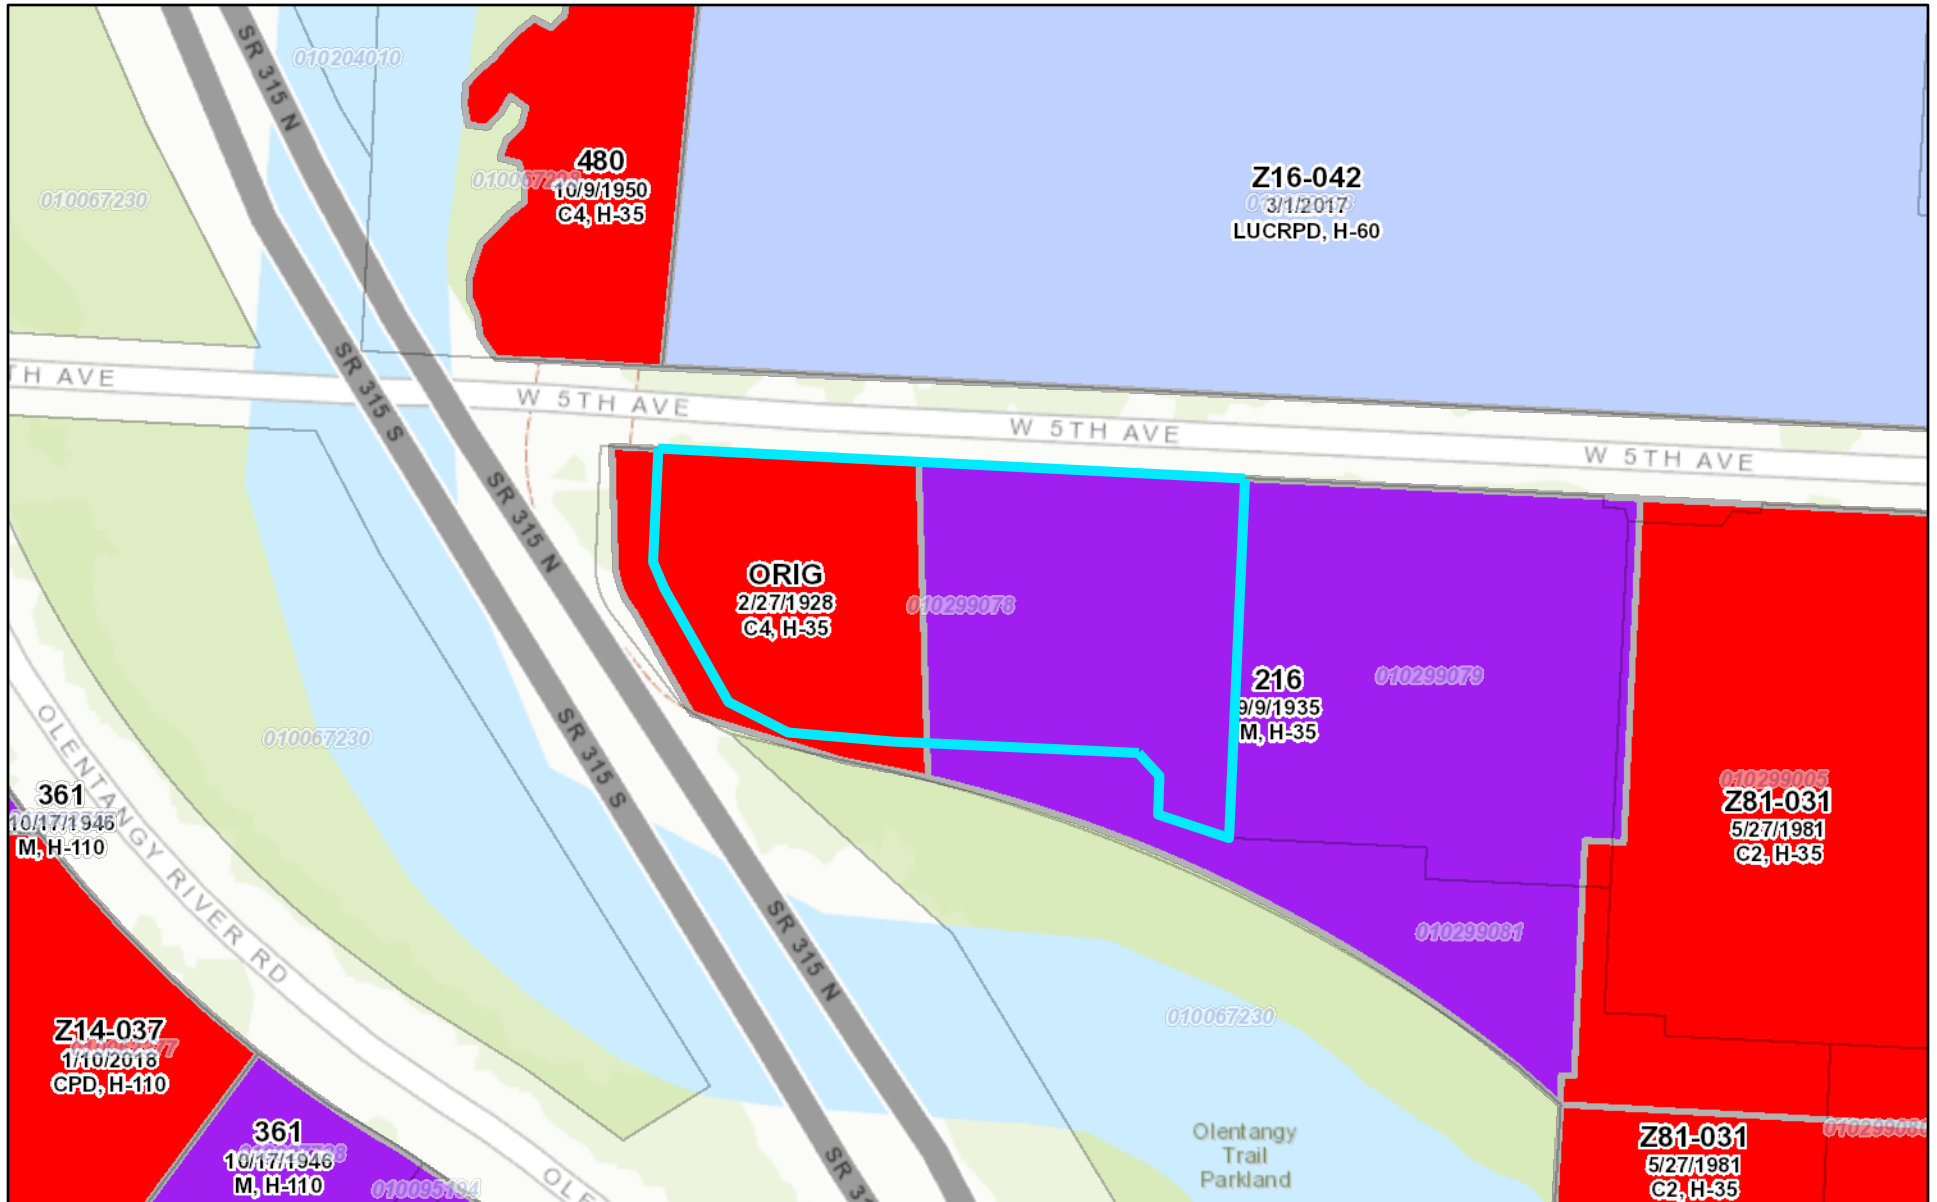 SR 315 N
010204010
480
10/9/1950
C4, H-35
010067230
Z16-042
3/1/2017
LUCRPD, H-60
SR 315 S
TH AVE
W 5TH AVE
W 5TH AVE
W 5TH AVE
SR 315 N
ORIG
2/27/1928
C4, H-35
010299078
216
9/9/1935
M, H-35
010299079
010067230
SR 315 S
OLENTANGY RIVER RD
361
10/17/1946
M, H-110
010299005
Z81-031
5/27/1981
C2, H-35
SR 315 N
010299081
010067230
Z14-037
1/10/2018
CPD, H-110
361
10/17/1946
M, H-110
010095194
OLE
SR 31
Olentangy
Trail
Parkland
Z81-031
5/27/1981
C2, H-35